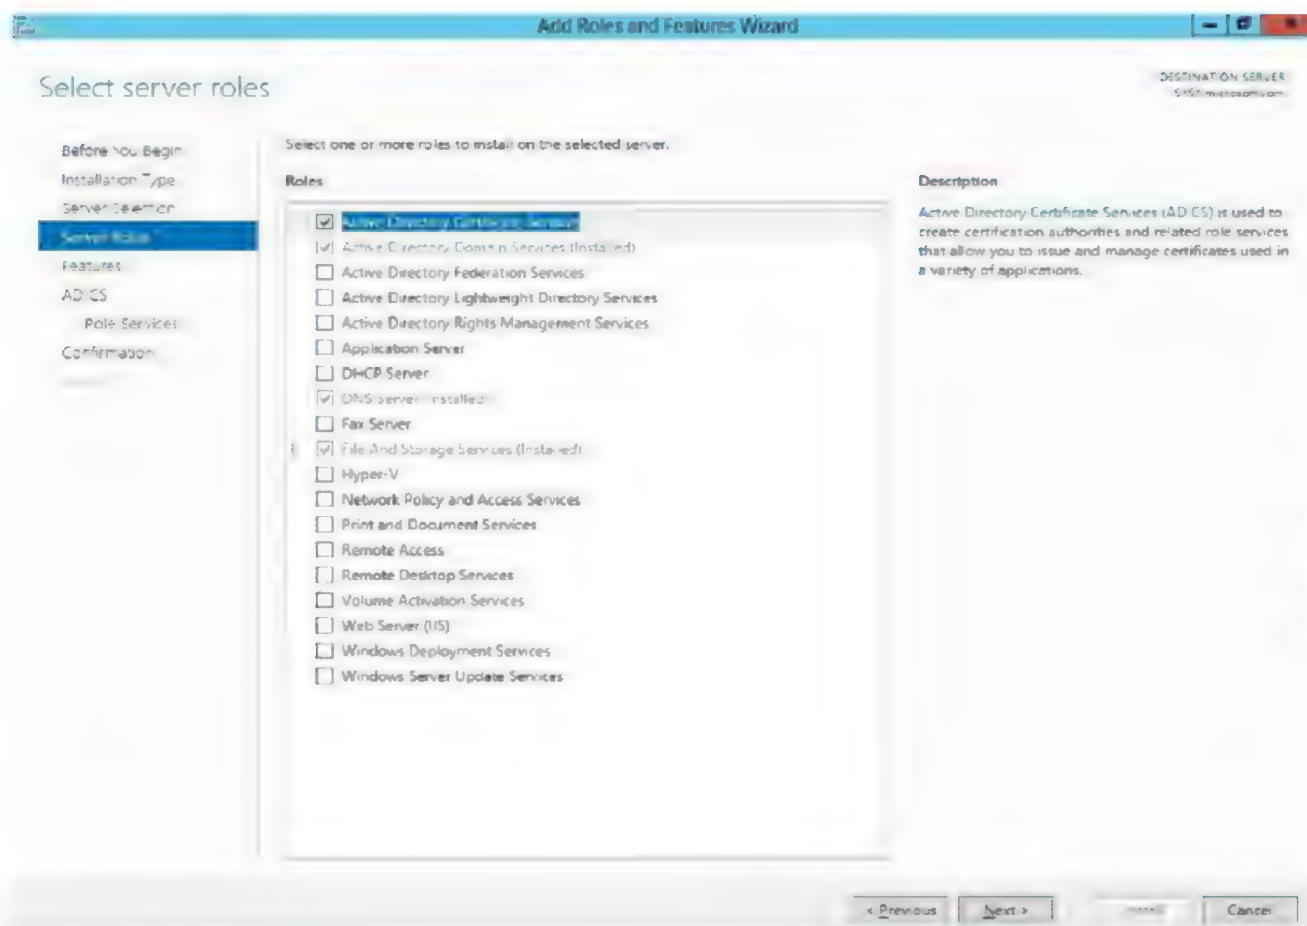 Add Roles and Features Wizard
Select server roles
DESTINATION SERVER
Before You Begin
Installation Type
Server Selection
Server Roles
Features
AD CS
Role Services
Confirmation
Select one or more roles to install on the selected server.
Roles
Active Directory Certificate Services
Active Directory Domain Services (Installed)
Active Directory Federation Services
Active Directory Lightweight Directory Services
Active Directory Rights Management Services
Application Server
DHCP Server
DNS Server (Installed)
Fax Server
File And Storage Services (Installed)
Hyper-V
Network Policy and Access Services
Print and Document Services
Remote Access
Remote Desktop Services
Volume Activation Services
Web Server (IIS)
Windows Deployment Services
Windows Server Update Services
Description
Active Directory Certificate Services (AD CS) is used to
create certification authorities and related role services
that allow you to issue and manage certificates used in
a variety of applications.
< Previous
Next >
Cancel